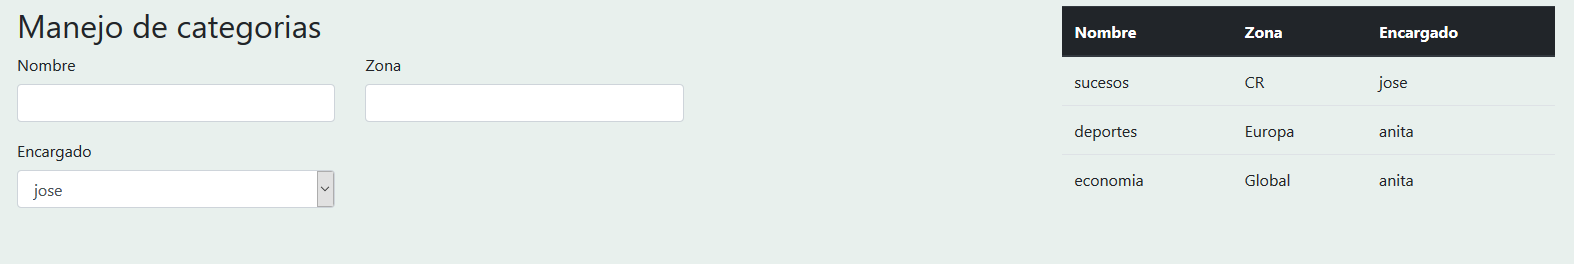 Manejo de categorias
Nombre Zona
Encargado
jose
Nombre Zona Encargado
sucesos CR jose
deportes Europa anita
economia Global anita